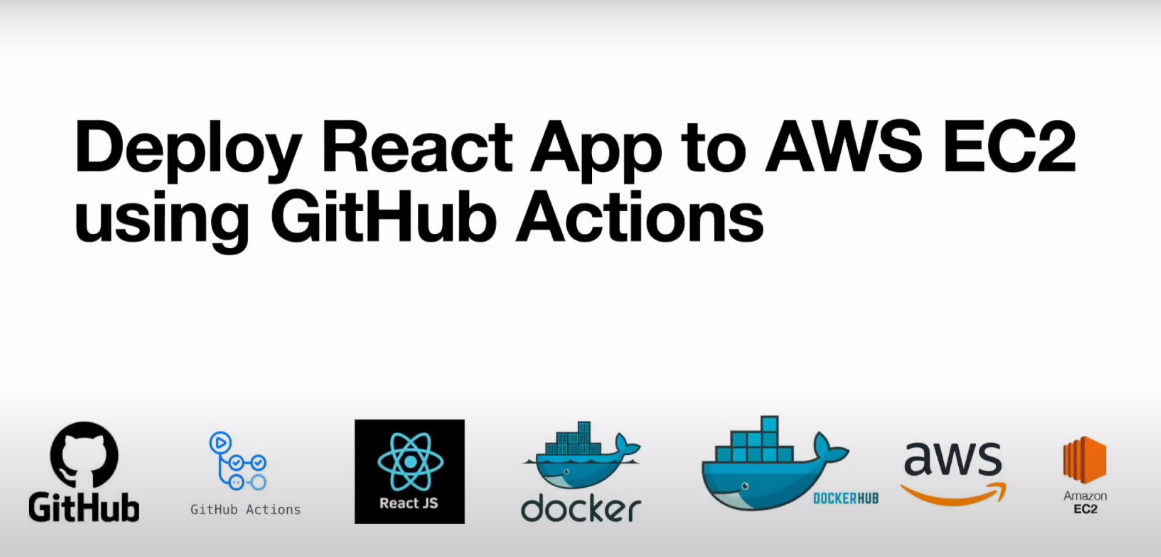 Deploy React App to AWS EC2
using GitHub Actions
GitHub
GitHub Actions
React JS
docker
DOCKERHUB
aws
Amazon
EC2